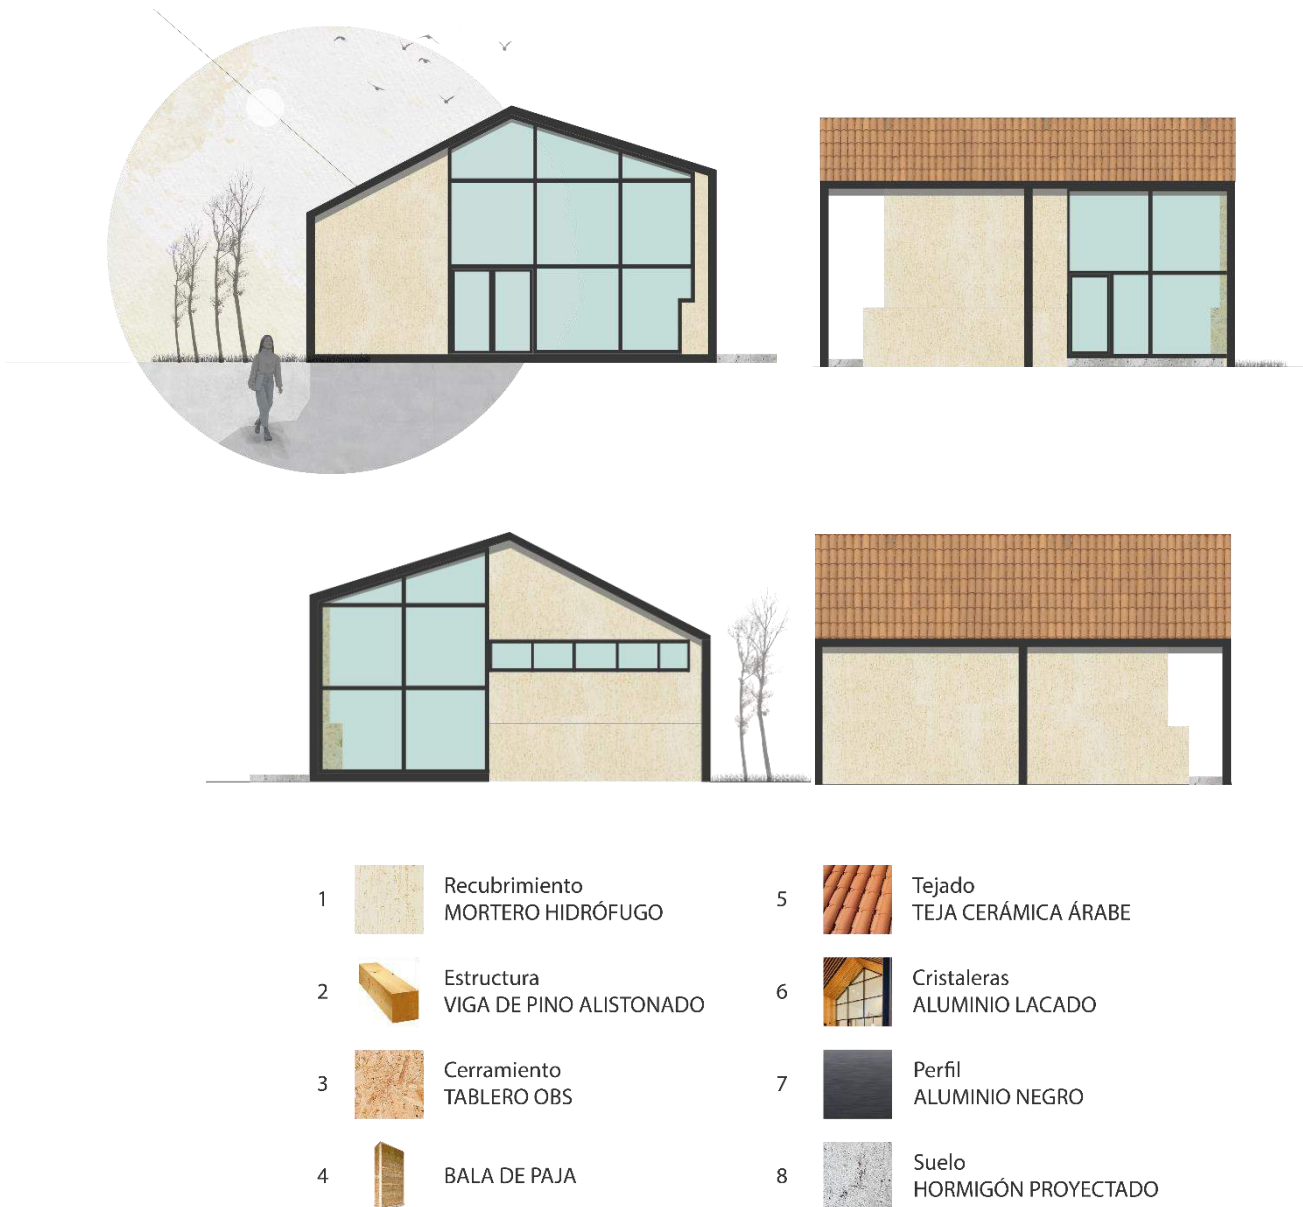 1
Recubrimiento
MORTERO HIDRÓFUGO
2
Estructura
VIGA DE PINO ALISTONADO
3
Cerramiento
TABLERO OBS
4
BALA DE PAJA
5
Tejado
TEJA CERÁMICA ÁRABE
6
Cristaleras
ALUMINIO LACADO
7
Perfil
ALUMINIO NEGRO
8
Suelo
HORMIGÓN PROYECTADO